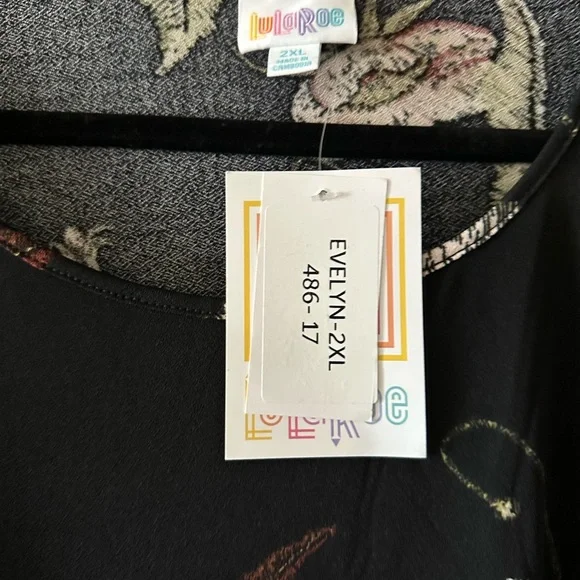 LuLaRoe
2XL
MADE IN
CAMBODIA
EVELYN-2XL
486-17
LuLaRoe